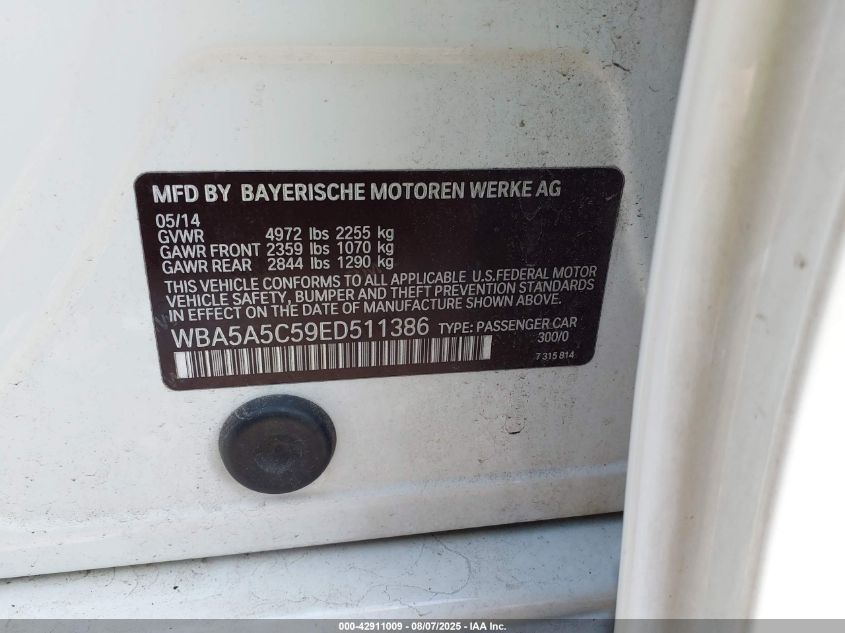 MFD BY BAYERISCHE MOTOREN WERKE AG
05/14
GVWR 4972 lbs 2255 kg
GAWR FRONT 2359 lbs 1070 kg
GAWR REAR 2844 lbs 1290 kg
THIS VEHICLE CONFORMS TO ALL APPLICABLE U.S.FEDERAL MOTOR
VEHICLE SAFETY, BUMPER AND THEFT PREVENTION STANDARDS
IN EFFECT ON THE DATE OF MANUFACTURE SHOWN ABOVE.
WBA5A5C59ED511386 TYPE: PASSENGER CAR
300/0
7 315 814
000-42911009 - 08/07/2025 - IAA Inc.